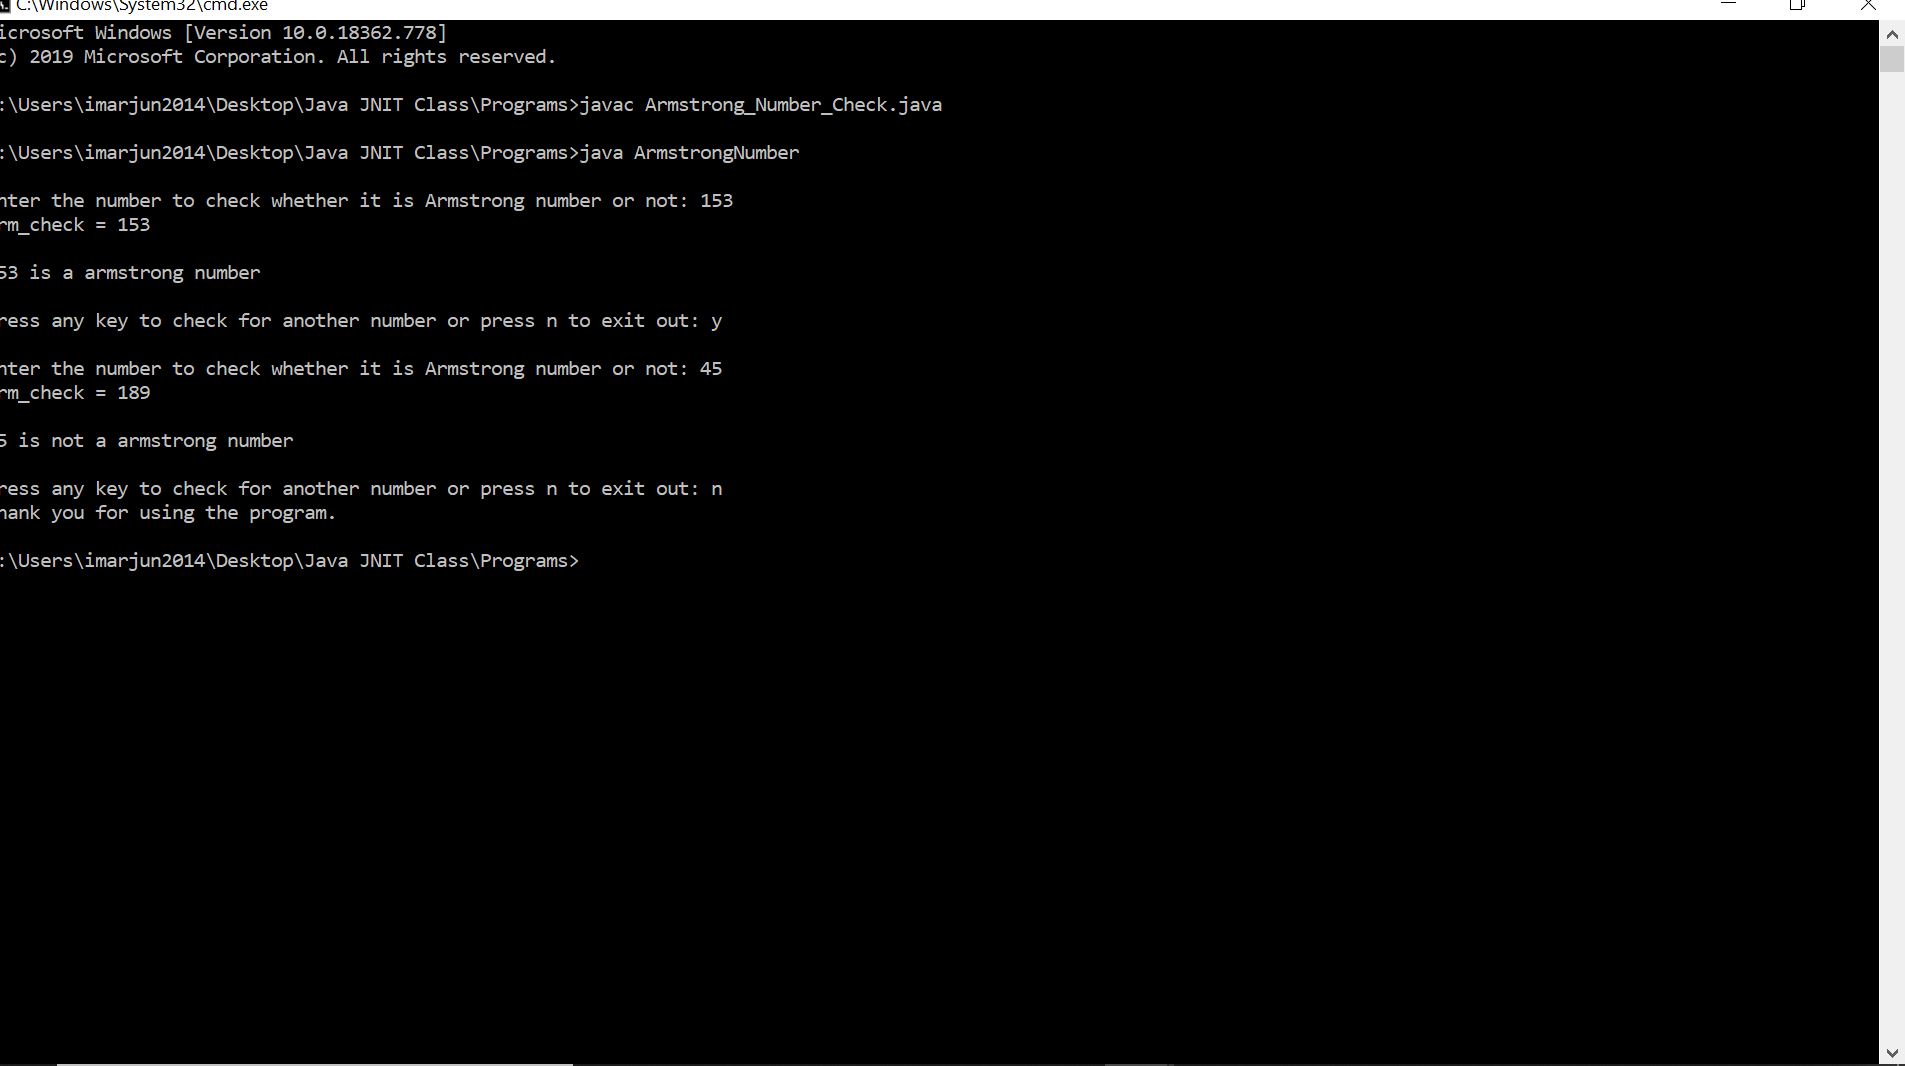 C:\Windows\System32\cmd.exe
icrosoft Windows [Version 10.0.18362.778]
c) 2019 Microsoft Corporation. All rights reserved.
:\Users\imarjun2014\Desktop\Java JNIT Class\Programs>javac Armstrong_Number_Check.java
:\Users\imarjun2014\Desktop\Java JNIT Class\Programs>java ArmstrongNumber
nter the number to check whether it is Armstrong number or not: 153
rm_check = 153
53 is a armstrong number
ress any key to check for another number or press n to exit out: y
nter the number to check whether it is Armstrong number or not: 45
rm_check = 189
5 is not a armstrong number
ress any key to check for another number or press n to exit out: n
hank you for using the program.
:\Users\imarjun2014\Desktop\Java JNIT Class\Programs>